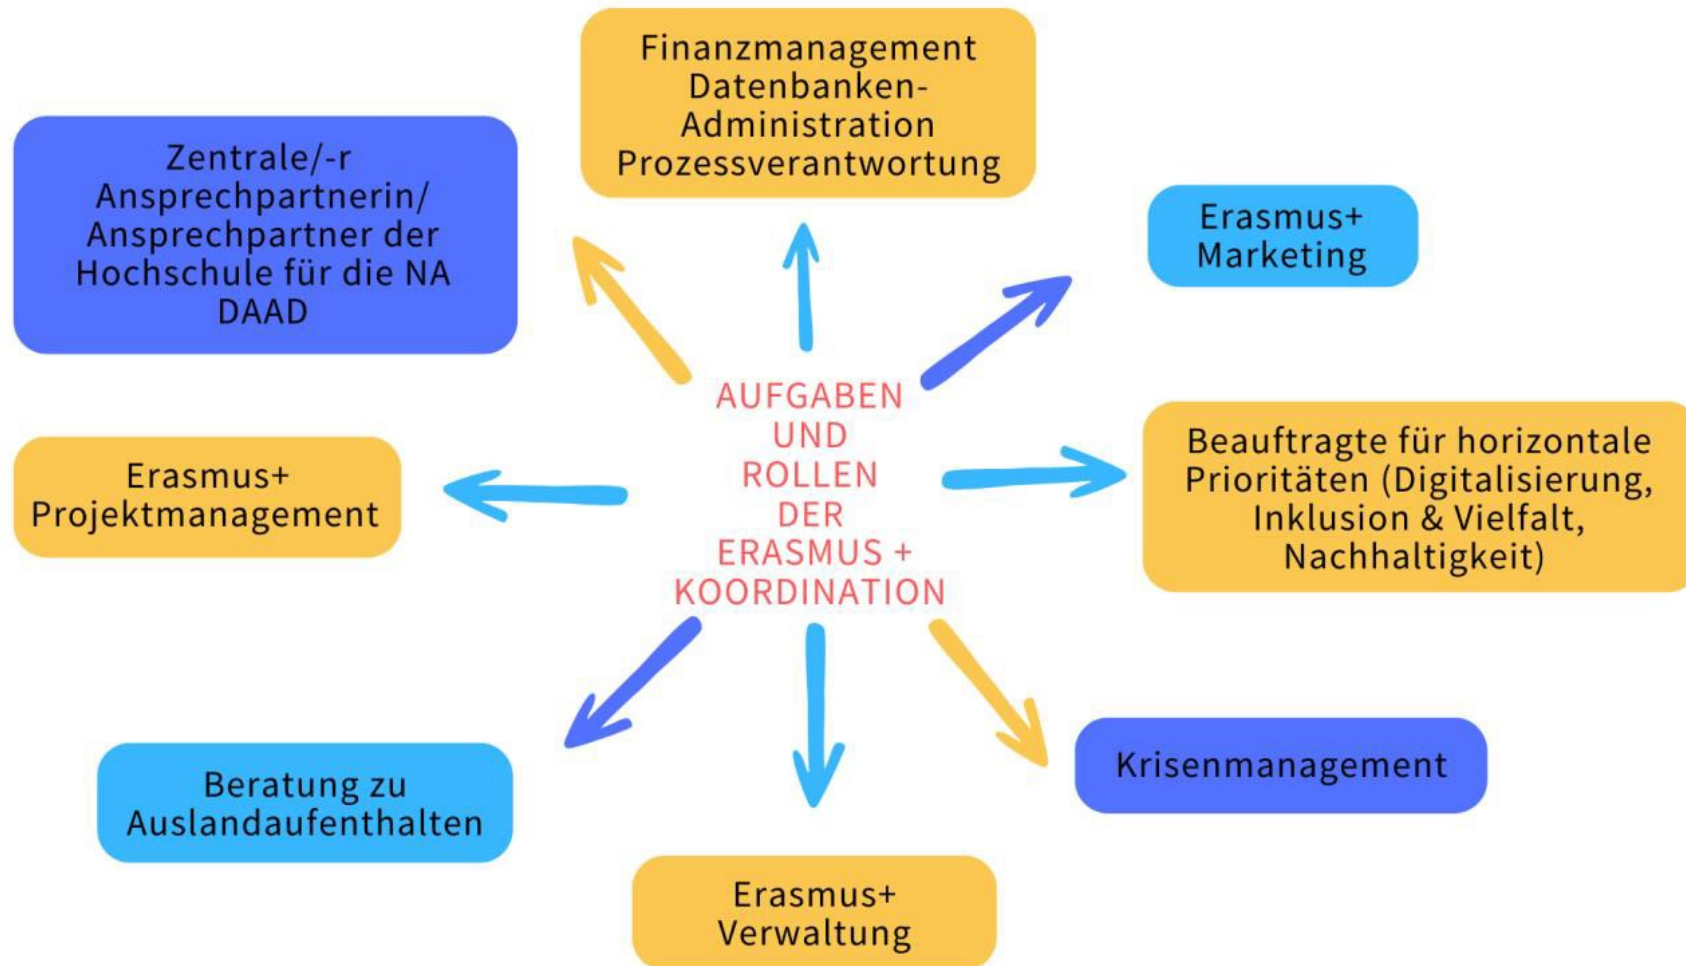 Finanzmanagement
Datenbanken-
Administration
Prozessverantwortung
Zentrale/-r
Ansprechpartnerin/
Ansprechpartner der
Hochschule für die NA
DAAD
Erasmus+
Marketing
AUFGABEN
UND
ROLLEN
DER
ERASMUS +
KOORDINATION
Erasmus+
Projektmanagement
Beauftragte für horizontale
Prioritäten (Digitalisierung,
Inklusion & Vielfalt,
Nachhaltigkeit)
Beratung zu
Auslandaufenthalten
Krisenmanagement
Erasmus+
Verwaltung